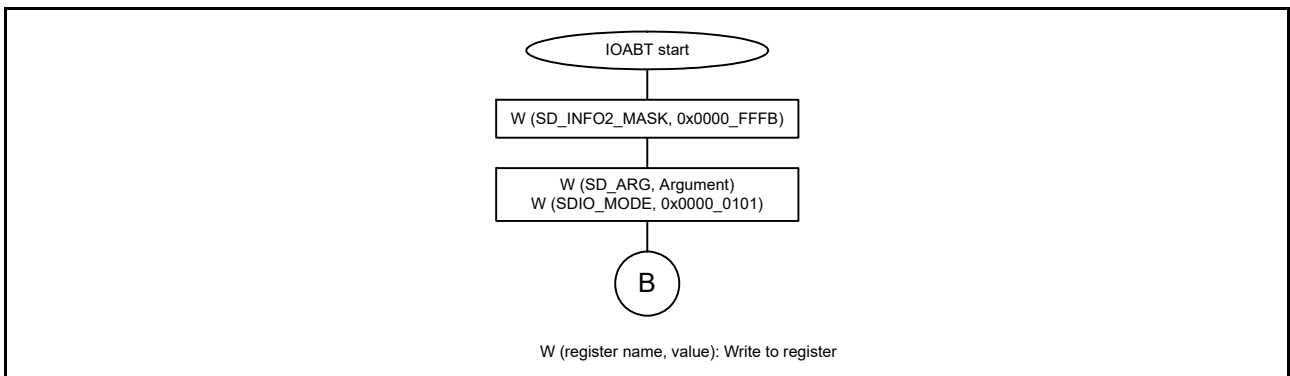 IOABT start
W (SD_INFO2_MASK, 0x0000_FFFB)
W (SD_ARG, Argument)
W (SDIO_MODE, 0x0000_0101)
B
W (register name, value): Write to register